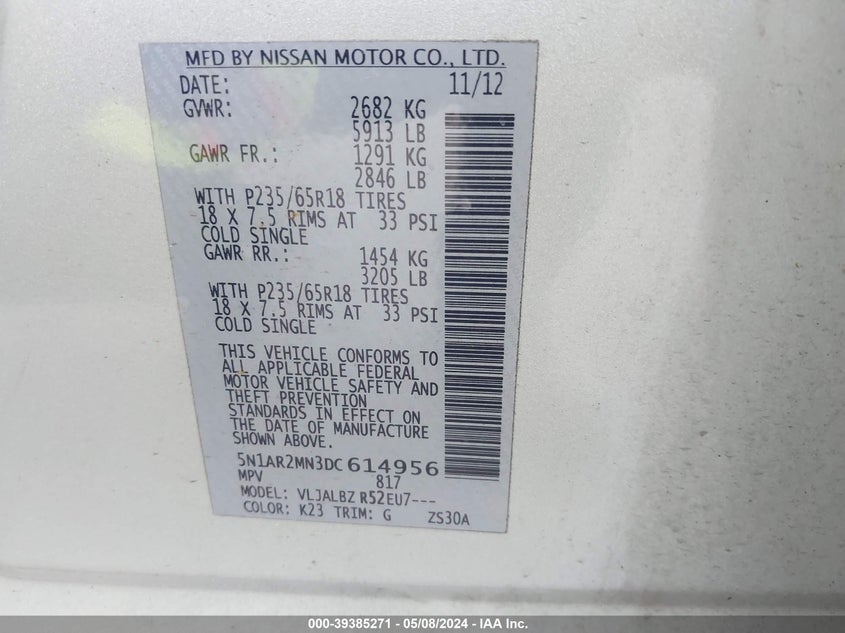 MFD BY NISSAN MOTOR CO., LTD.
DATE: 11/12
GVWR: 2682 KG
5913 LB
GAWR FR.: 1291 KG
2846 LB
WITH P235/65R18 TIRES
18 X 7.5 RIMS AT 33 PSI
COLD SINGLE
GAWR RR.: 1454 KG
3205 LB
WITH P235/65R18 TIRES
18 X 7.5 RIMS AT 33 PSI
COLD SINGLE
THIS VEHICLE CONFORMS TO
ALL APPLICABLE FEDERAL
MOTOR VEHICLE SAFETY AND
THEFT PREVENTION
STANDARDS IN EFFECT ON
THE DATE OF MANUFACTURE
SHOWN ABOVE.
5N1AR2MN3DC614956
MPV 817
MODEL: VLJALBZ R52EU7---
COLOR: K23 TRIM: G ZS30A
000-39385271 - 05/08/2024 - IAA Inc.